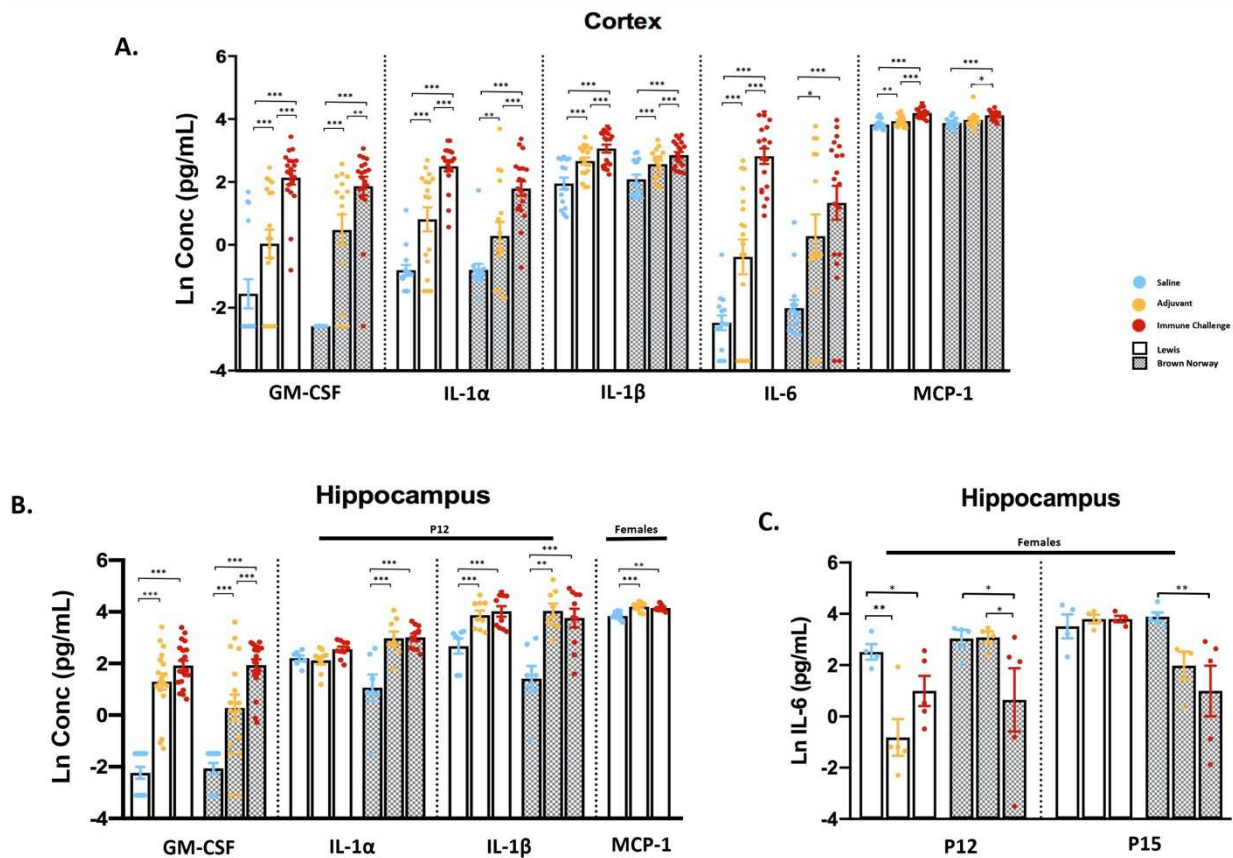 Cortex
A.
6
4
2
0
-2
-4
Ln Conc (pg/mL)
*** *** *** *** ***
*** *** *** *** ***
*** *** *** ***
*** *** ** *** * **
*** ** *** *** *** *** *** *
GM-CSF IL-1α IL-1β IL-6 MCP-1
Saline
Adjuvant
Immune Challenge
Lewis
Brown Norway
B.
Hippocampus
P12
Females
6
4
2
0
-2
-4
Ln Conc (pg/mL)
*** *** *** *** *** **
*** *** *** *** *** ** ***
GM-CSF IL-1α IL-1β MCP-1
C.
Hippocampus
Females
6
4
2
0
-2
-4
Ln IL-6 (pg/mL)
* * **
** *
P12 P15